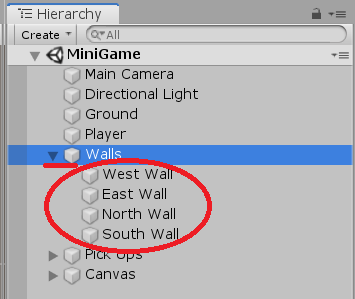 Hierarchy
Create All
MiniGame
Main Camera
Directional Light
Ground
Player
Walls
West Wall
East Wall
North Wall
South Wall
Pick Ups
Canvas